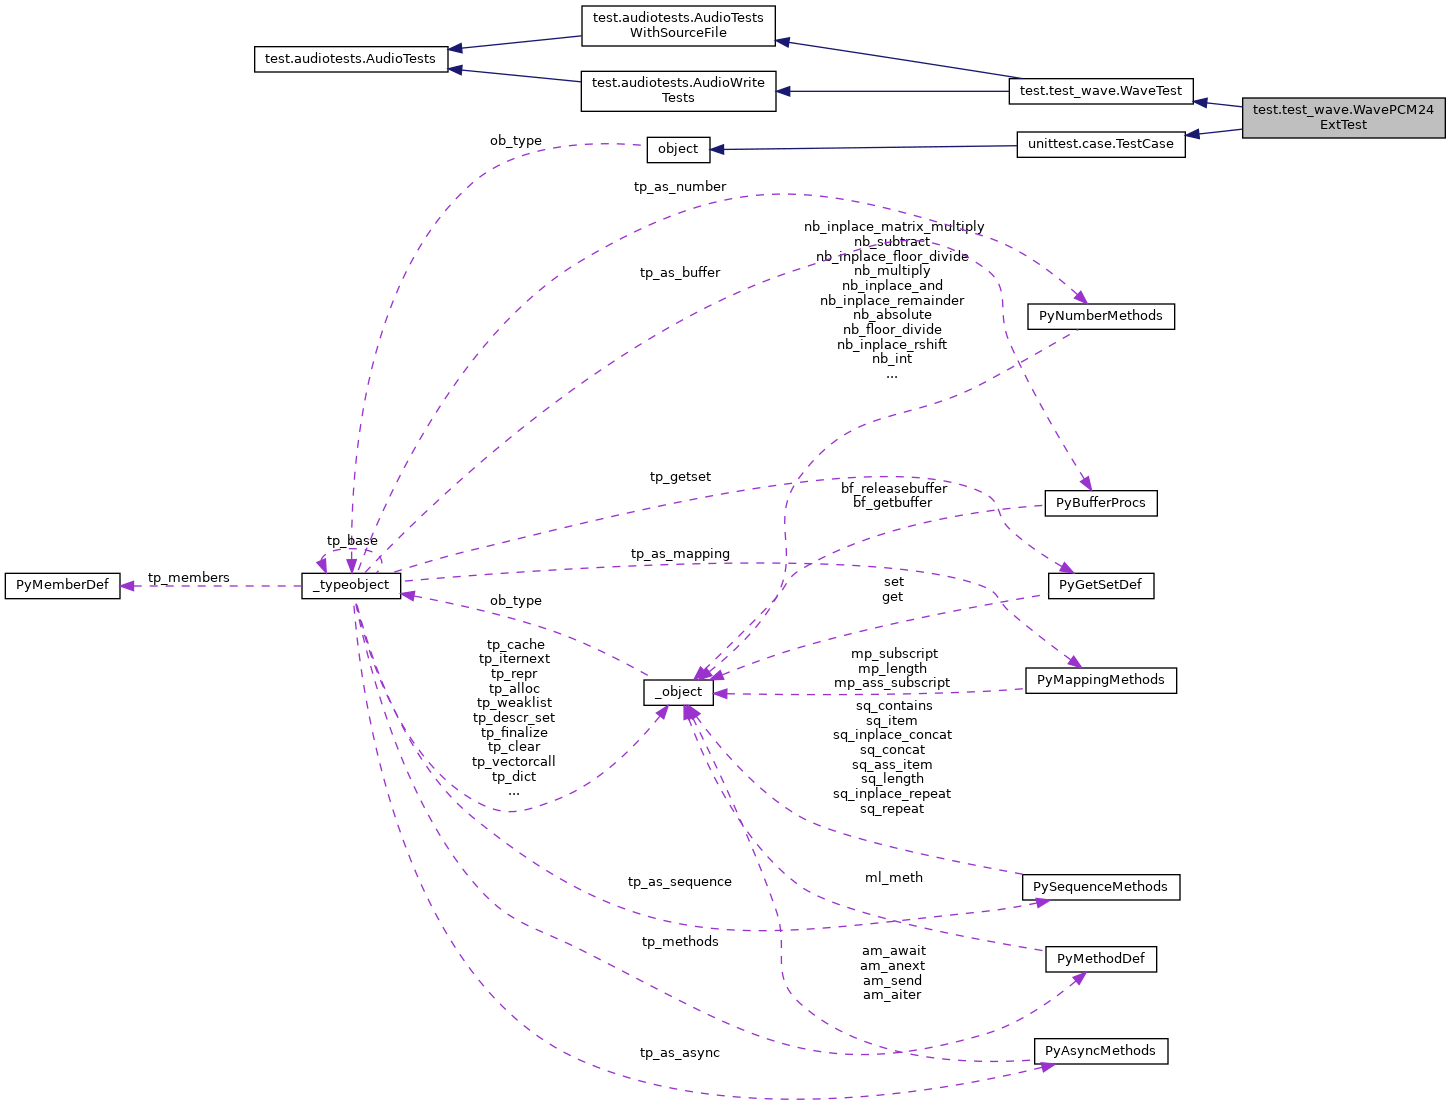 test.audiotests.AudioTests
WithSourceFile
test.audiotests.AudioTests
test.audiotests.AudioWrite
Tests
test.test_wave.WaveTest
test.test_wave.WavePCM24
ExtTest
unittest.case.TestCase
object
ob_type
tp_as_number
nb_inplace_matrix_multiply
nb_subtract
nb_inplace_floor_divide
nb_multiply
nb_inplace_and
nb_inplace_remainder
nb_absolute
nb_floor_divide
nb_inplace_rshift
nb_int
...
tp_as_buffer
PyNumberMethods
tp_getset
bf_releasebuffer
bf_getbuffer
PyBufferProcs
tp_base
tp_as_mapping
PyMemberDef
tp_members
_typeobject
set
get
PyGetSetDef
ob_type
tp_cache
tp_iternext
tp_repr
tp_alloc
tp_weaklist
tp_descr_set
tp_finalize
tp_clear
tp_vectorcall
tp_dict
...
_object
mp_subscript
mp_length
mp_ass_subscript
PyMappingMethods
sq_contains
sq_item
sq_inplace_concat
sq_concat
sq_ass_item
sq_length
sq_inplace_repeat
sq_repeat
tp_as_sequence
ml_meth
PySequenceMethods
tp_methods
am_await
am_anext
am_send
am_aiter
PyMethodDef
tp_as_async
PyAsyncMethods